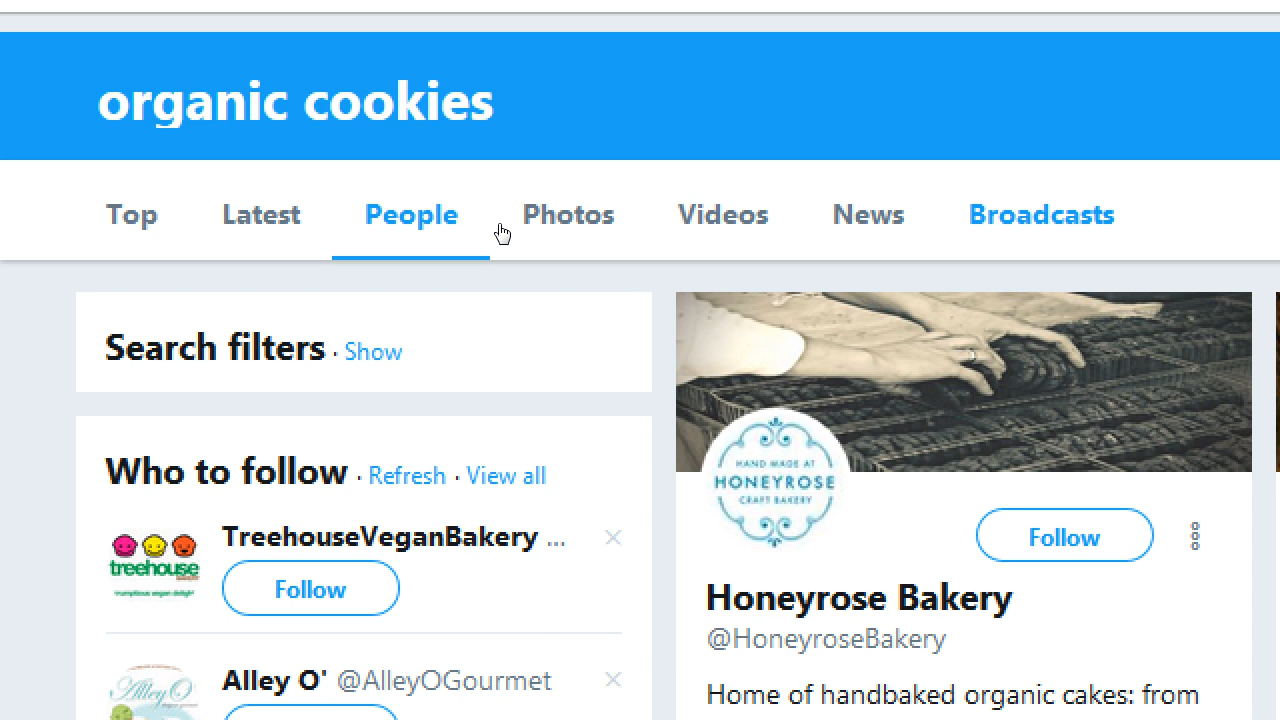 organic cookies
Top Latest People Photos Videos News Broadcasts
Search filters · Show
Who to follow · Refresh · View all
TreehouseVeganBakery ...
treehouse
Follow
Alley O' @AlleyOGourmet
Alley O
HAND MADE AT
HONEYROSE
CRAFT BAKERY
Follow
Honeyrose Bakery
@HoneyroseBakery
Home of handbaked organic cakes: from